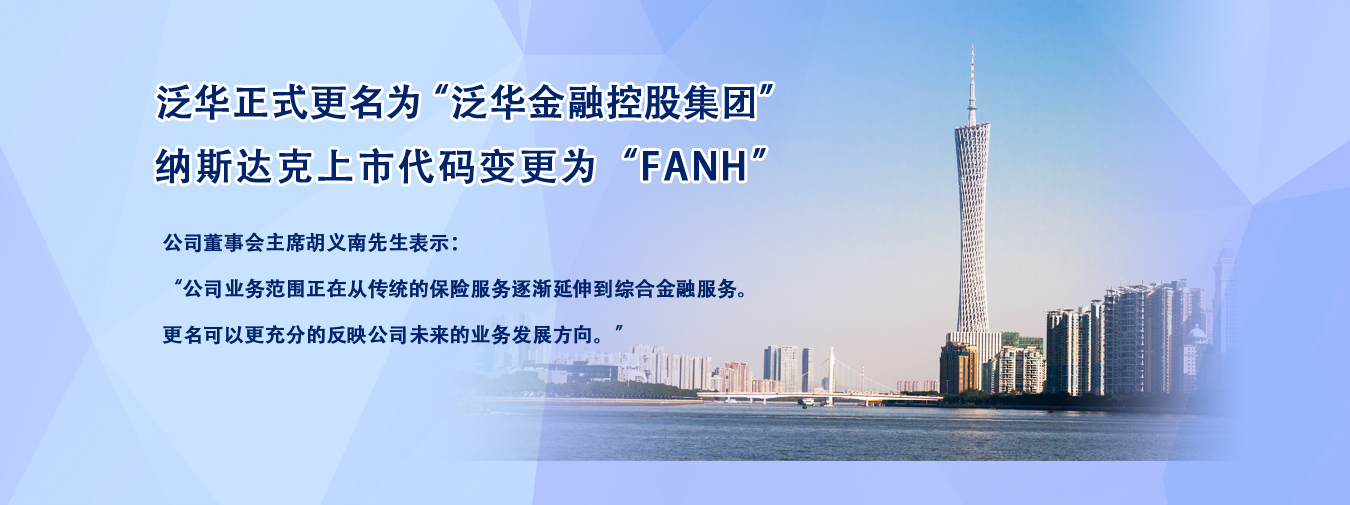 泛华正式更名为“泛华金融控股集团”
纳斯达克上市代码变更为“FANH”
公司董事会主席胡义南先生表示：
“公司业务范围正在从传统的保险服务逐渐延伸到综合金融服务。
更名可以更充分的反映公司未来的业务发展方向。”